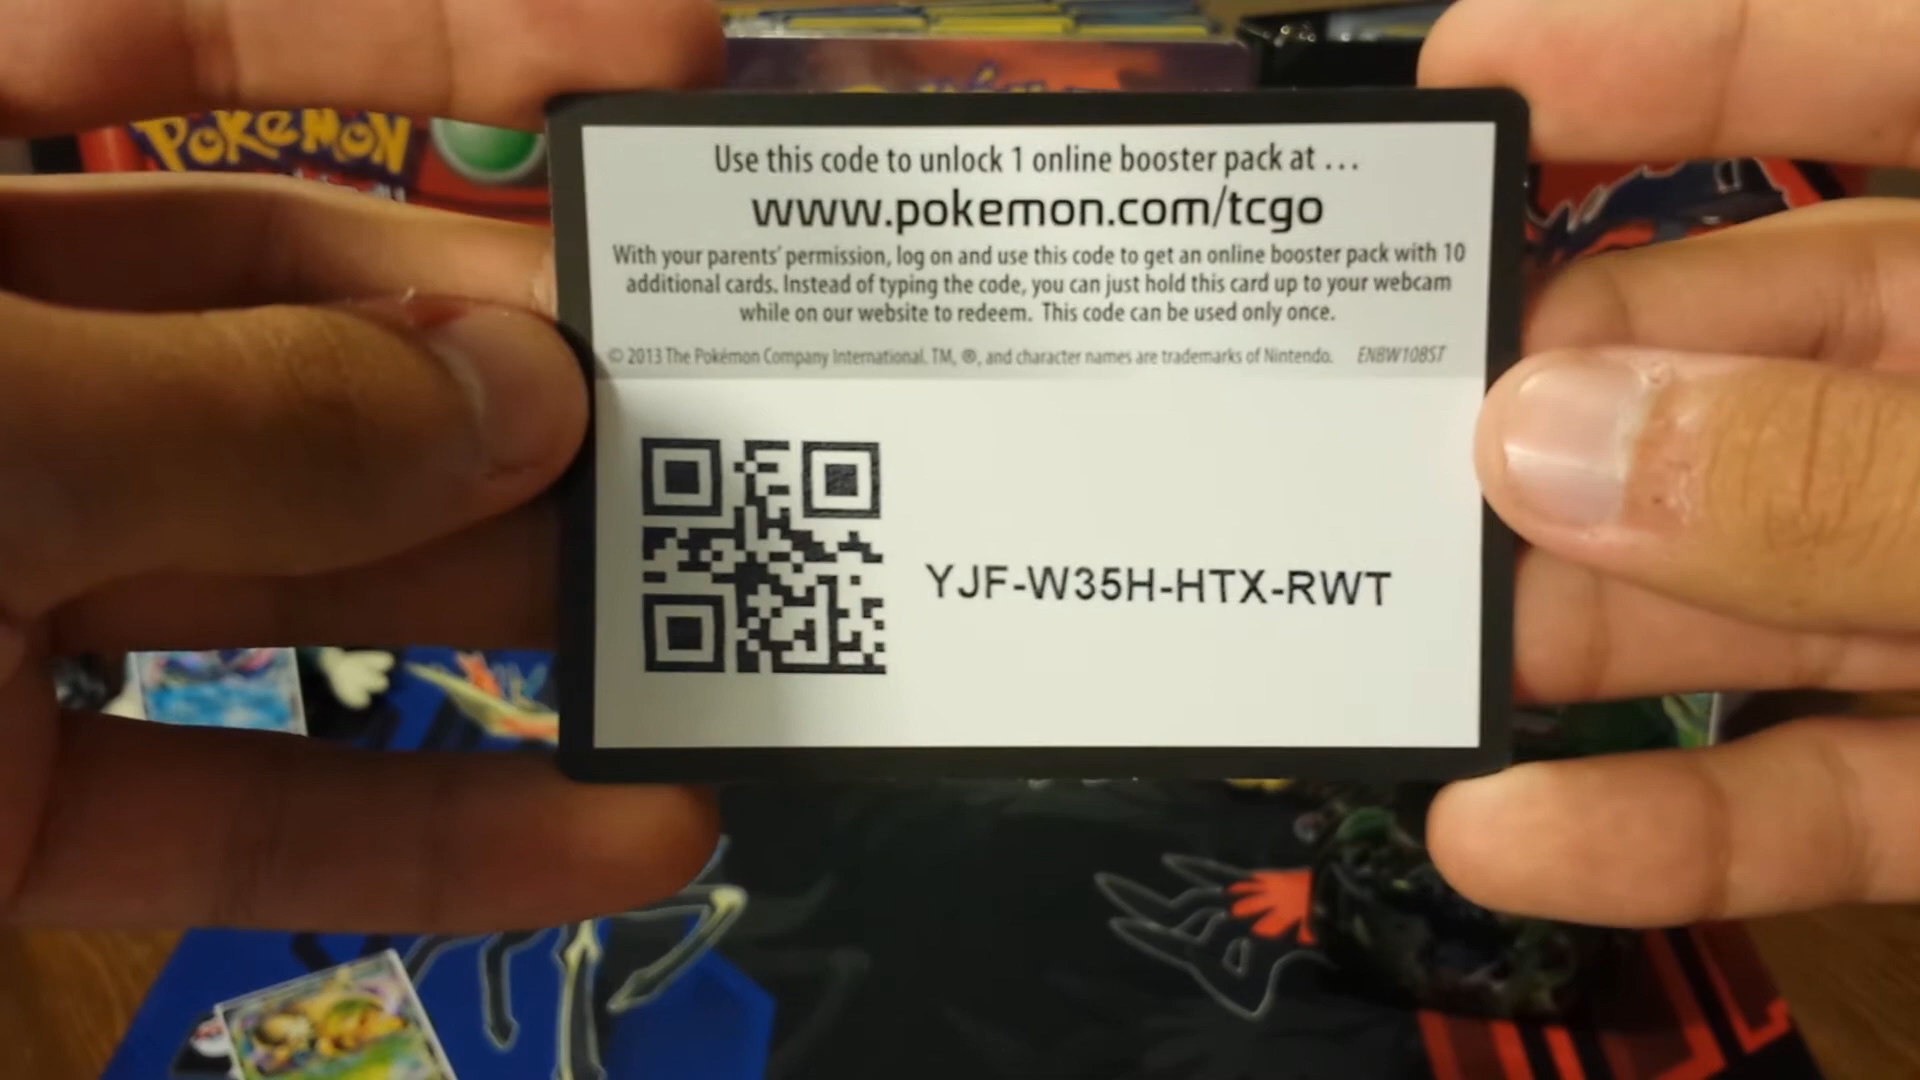 POKéMON
Use this code to unlock 1 online booster pack at ...
www.pokemon.com/tcgo
With your parents' permission, log on and use this code to get an online booster pack with 10
additional cards. Instead of typing the code, you can just hold this card up to your webcam
while on our website to redeem. This code can be used only once.
© 2013 The Pokémon Company International. TM, ®, and character names are trademarks of Nintendo. ENBW10BST
YJF-W35H-HTX-RWT